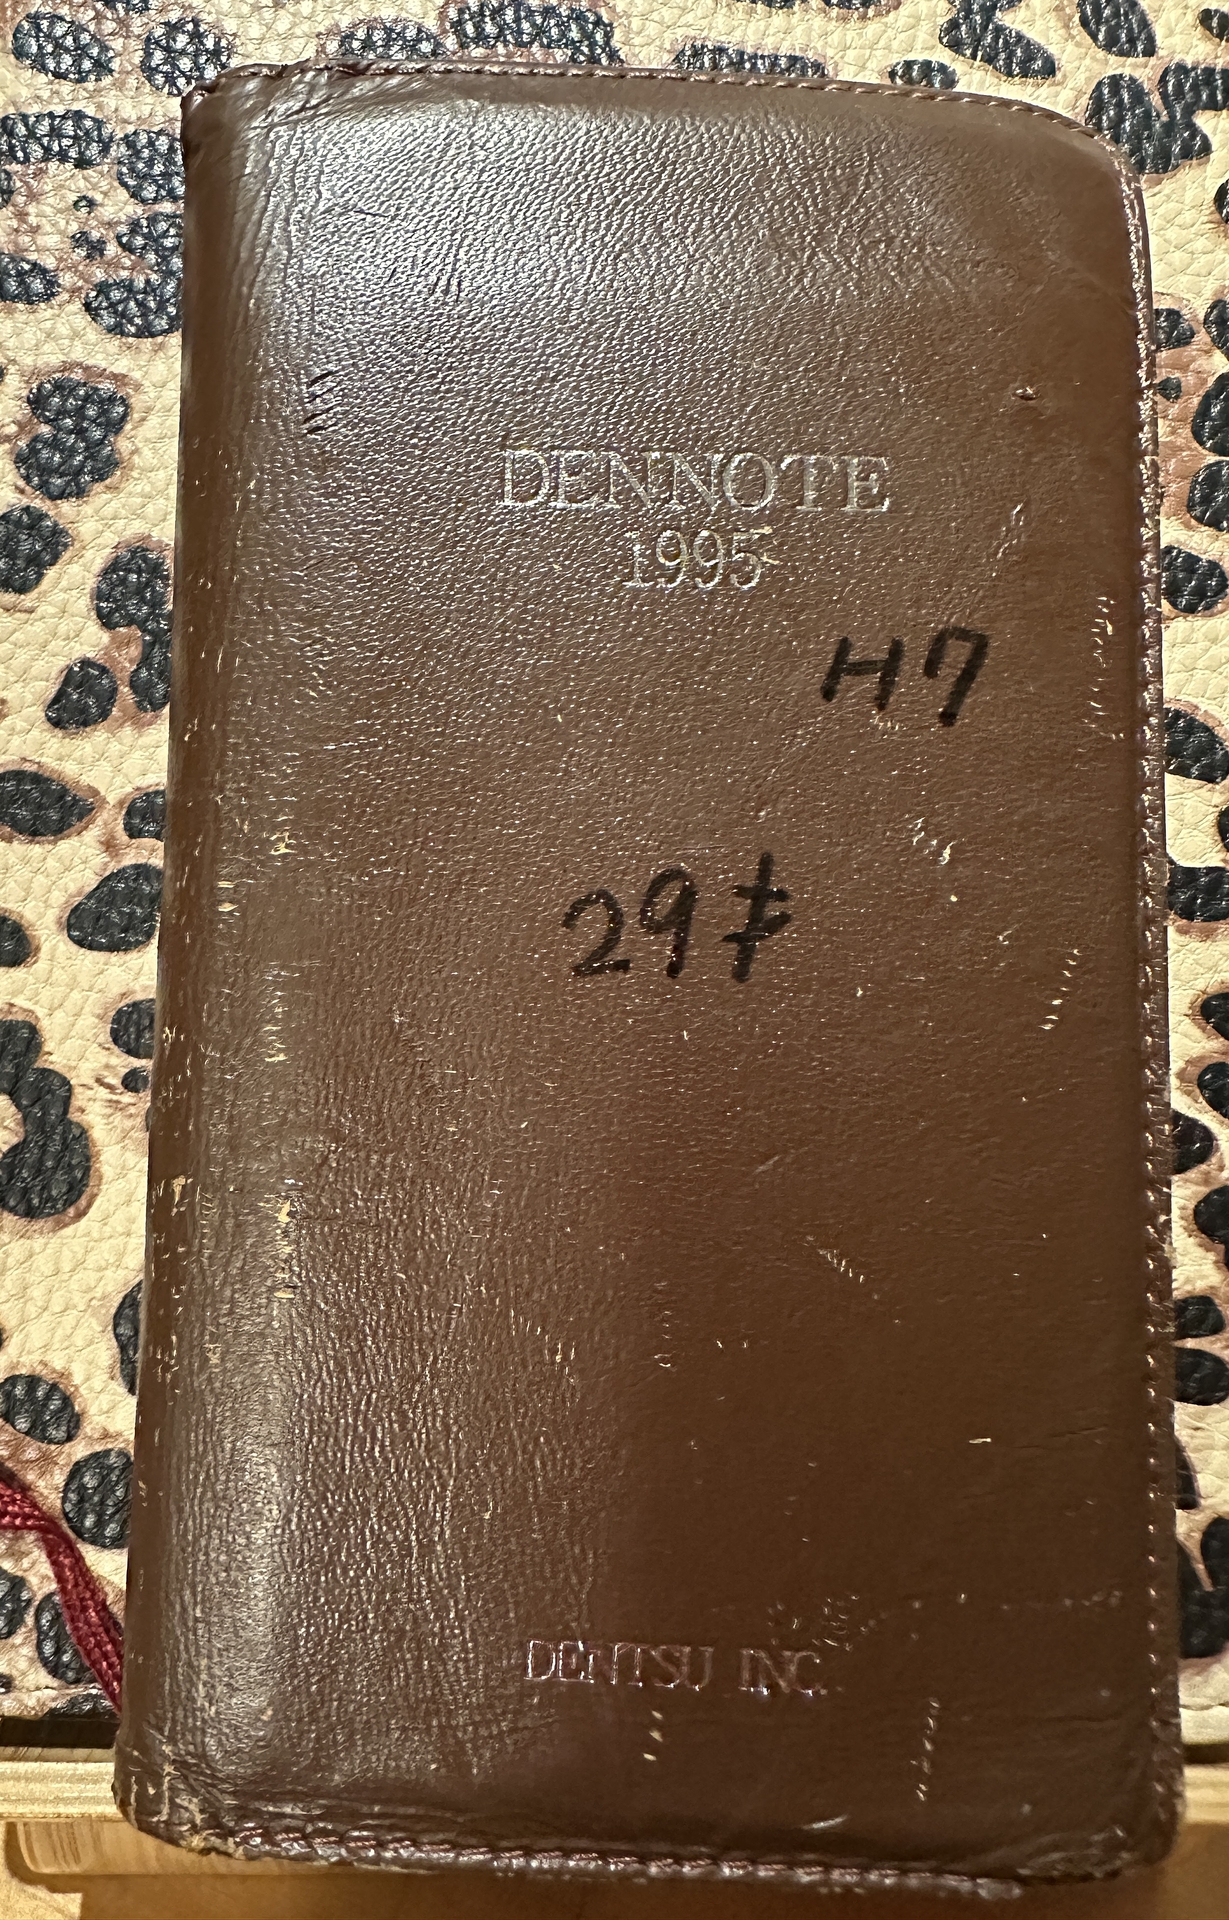 DENNOTE
1995
H7
29才
DENTSU INC.